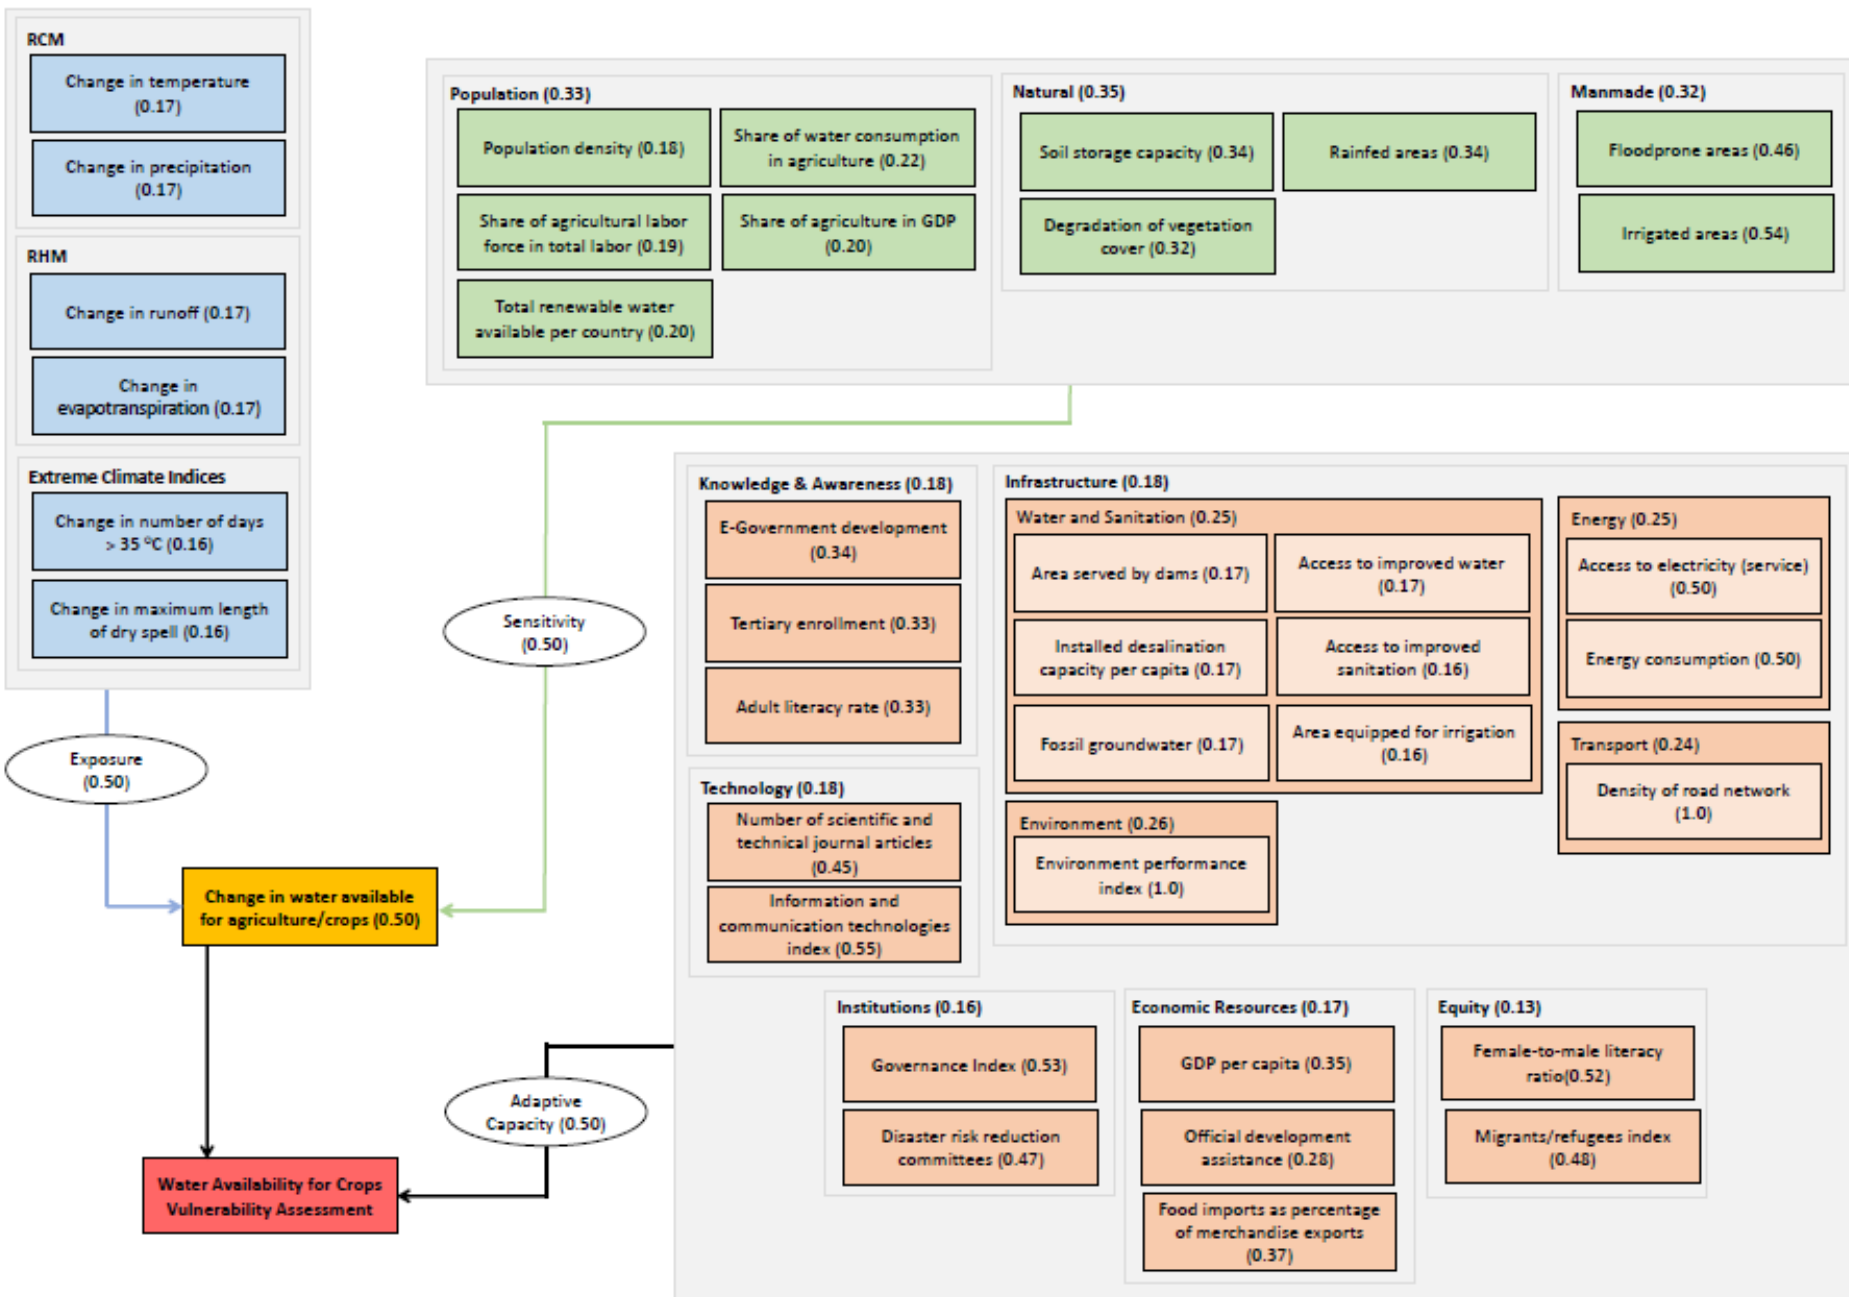 RCM
Change in temperature
(0.17)
Change in precipitation
(0.17)
RHM
Change in runoff (0.17)
Change in
evapotranspiration (0.17)
Extreme Climate Indices
Change in number of days
> 35 °C (0.16)
Change in maximum length
of dry spell (0.16)
Exposure
(0.50)
Population (0.33)
Population density (0.18)
Share of water consumption
in agriculture (0.22)
Share of agricultural labor
force in total labor (0.19)
Share of agriculture in GDP
(0.20)
Total renewable water
available per country (0.20)
Natural (0.35)
Soil storage capacity (0.34)
Rainfed areas (0.34)
Degradation of vegetation
cover (0.32)
Manmade (0.32)
Floodprone areas (0.46)
Irrigated areas (0.54)
Sensitivity
(0.50)
Change in water available
for agriculture/crops (0.50)
Knowledge & Awareness (0.18)
E-Government development
(0.34)
Tertiary enrollment (0.33)
Adult literacy rate (0.33)
Technology (0.18)
Number of scientific and
technical journal articles
(0.45)
Information and
communication technologies
index (0.55)
Infrastructure (0.18)
Water and Sanitation (0.25)
Area served by dams (0.17)
Access to improved water
(0.17)
Installed desalination
capacity per capita (0.17)
Access to improved
sanitation (0.16)
Fossil groundwater (0.17)
Area equipped for irrigation
(0.16)
Energy (0.25)
Access to electricity (service)
(0.50)
Energy consumption (0.50)
Transport (0.24)
Density of road network
(1.0)
Environment (0.26)
Environment performance
index (1.0)
Institutions (0.16)
Governance Index (0.53)
Disaster risk reduction
committees (0.47)
Economic Resources (0.17)
GDP per capita (0.35)
Official development
assistance (0.28)
Food imports as percentage
of merchandise exports
(0.37)
Equity (0.13)
Female-to-male literacy
ratio(0.52)
Migrants/refugees index
(0.48)
Adaptive
Capacity (0.50)
Water Availability for Crops
Vulnerability Assessment